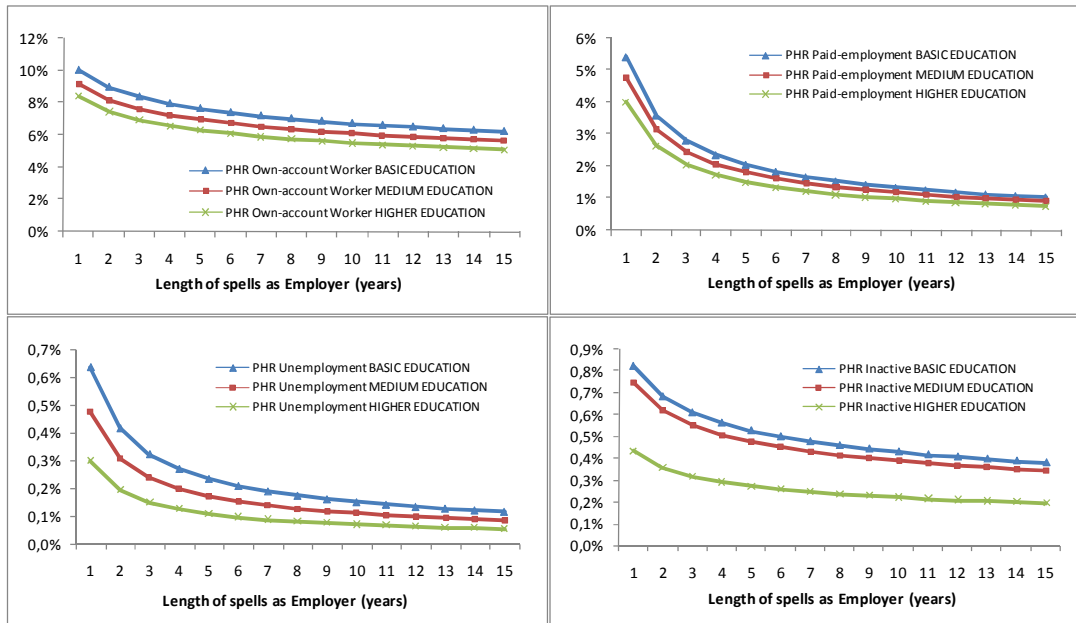 12%
10%
8%
6%
4%
2%
0%
PHR Own-account Worker BASIC EDUCATION
PHR Own-account Worker MEDIUM EDUCATION
PHR Own-account Worker HIGHER EDUCATION
1 2 3 4 5 6 7 8 9 10 11 12 13 14 15
Length of spells as Employer (years)
6%
5%
4%
3%
2%
1%
0%
PHR Paid-employment BASIC EDUCATION
PHR Paid-employment MEDIUM EDUCATION
PHR Paid-employment HIGHER EDUCATION
1 2 3 4 5 6 7 8 9 10 11 12 13 14 15
Length of spells as Employer (years)
0,7%
0,6%
0,5%
0,4%
0,3%
0,2%
0,1%
0,0%
PHR Unemployment BASIC EDUCATION
PHR Unemployment MEDIUM EDUCATION
PHR Unemployment HIGHER EDUCATION
1 2 3 4 5 6 7 8 9 10 11 12 13 14 15
Length of spells as Employer (years)
0,9%
0,8%
0,7%
0,6%
0,5%
0,4%
0,3%
0,2%
0,1%
0,0%
PHR Inactive BASIC EDUCATION
PHR Inactive MEDIUM EDUCATION
PHR Inactive HIGHER EDUCATION
1 2 3 4 5 6 7 8 9 10 11 12 13 14 15
Length of spells as Employer (years)